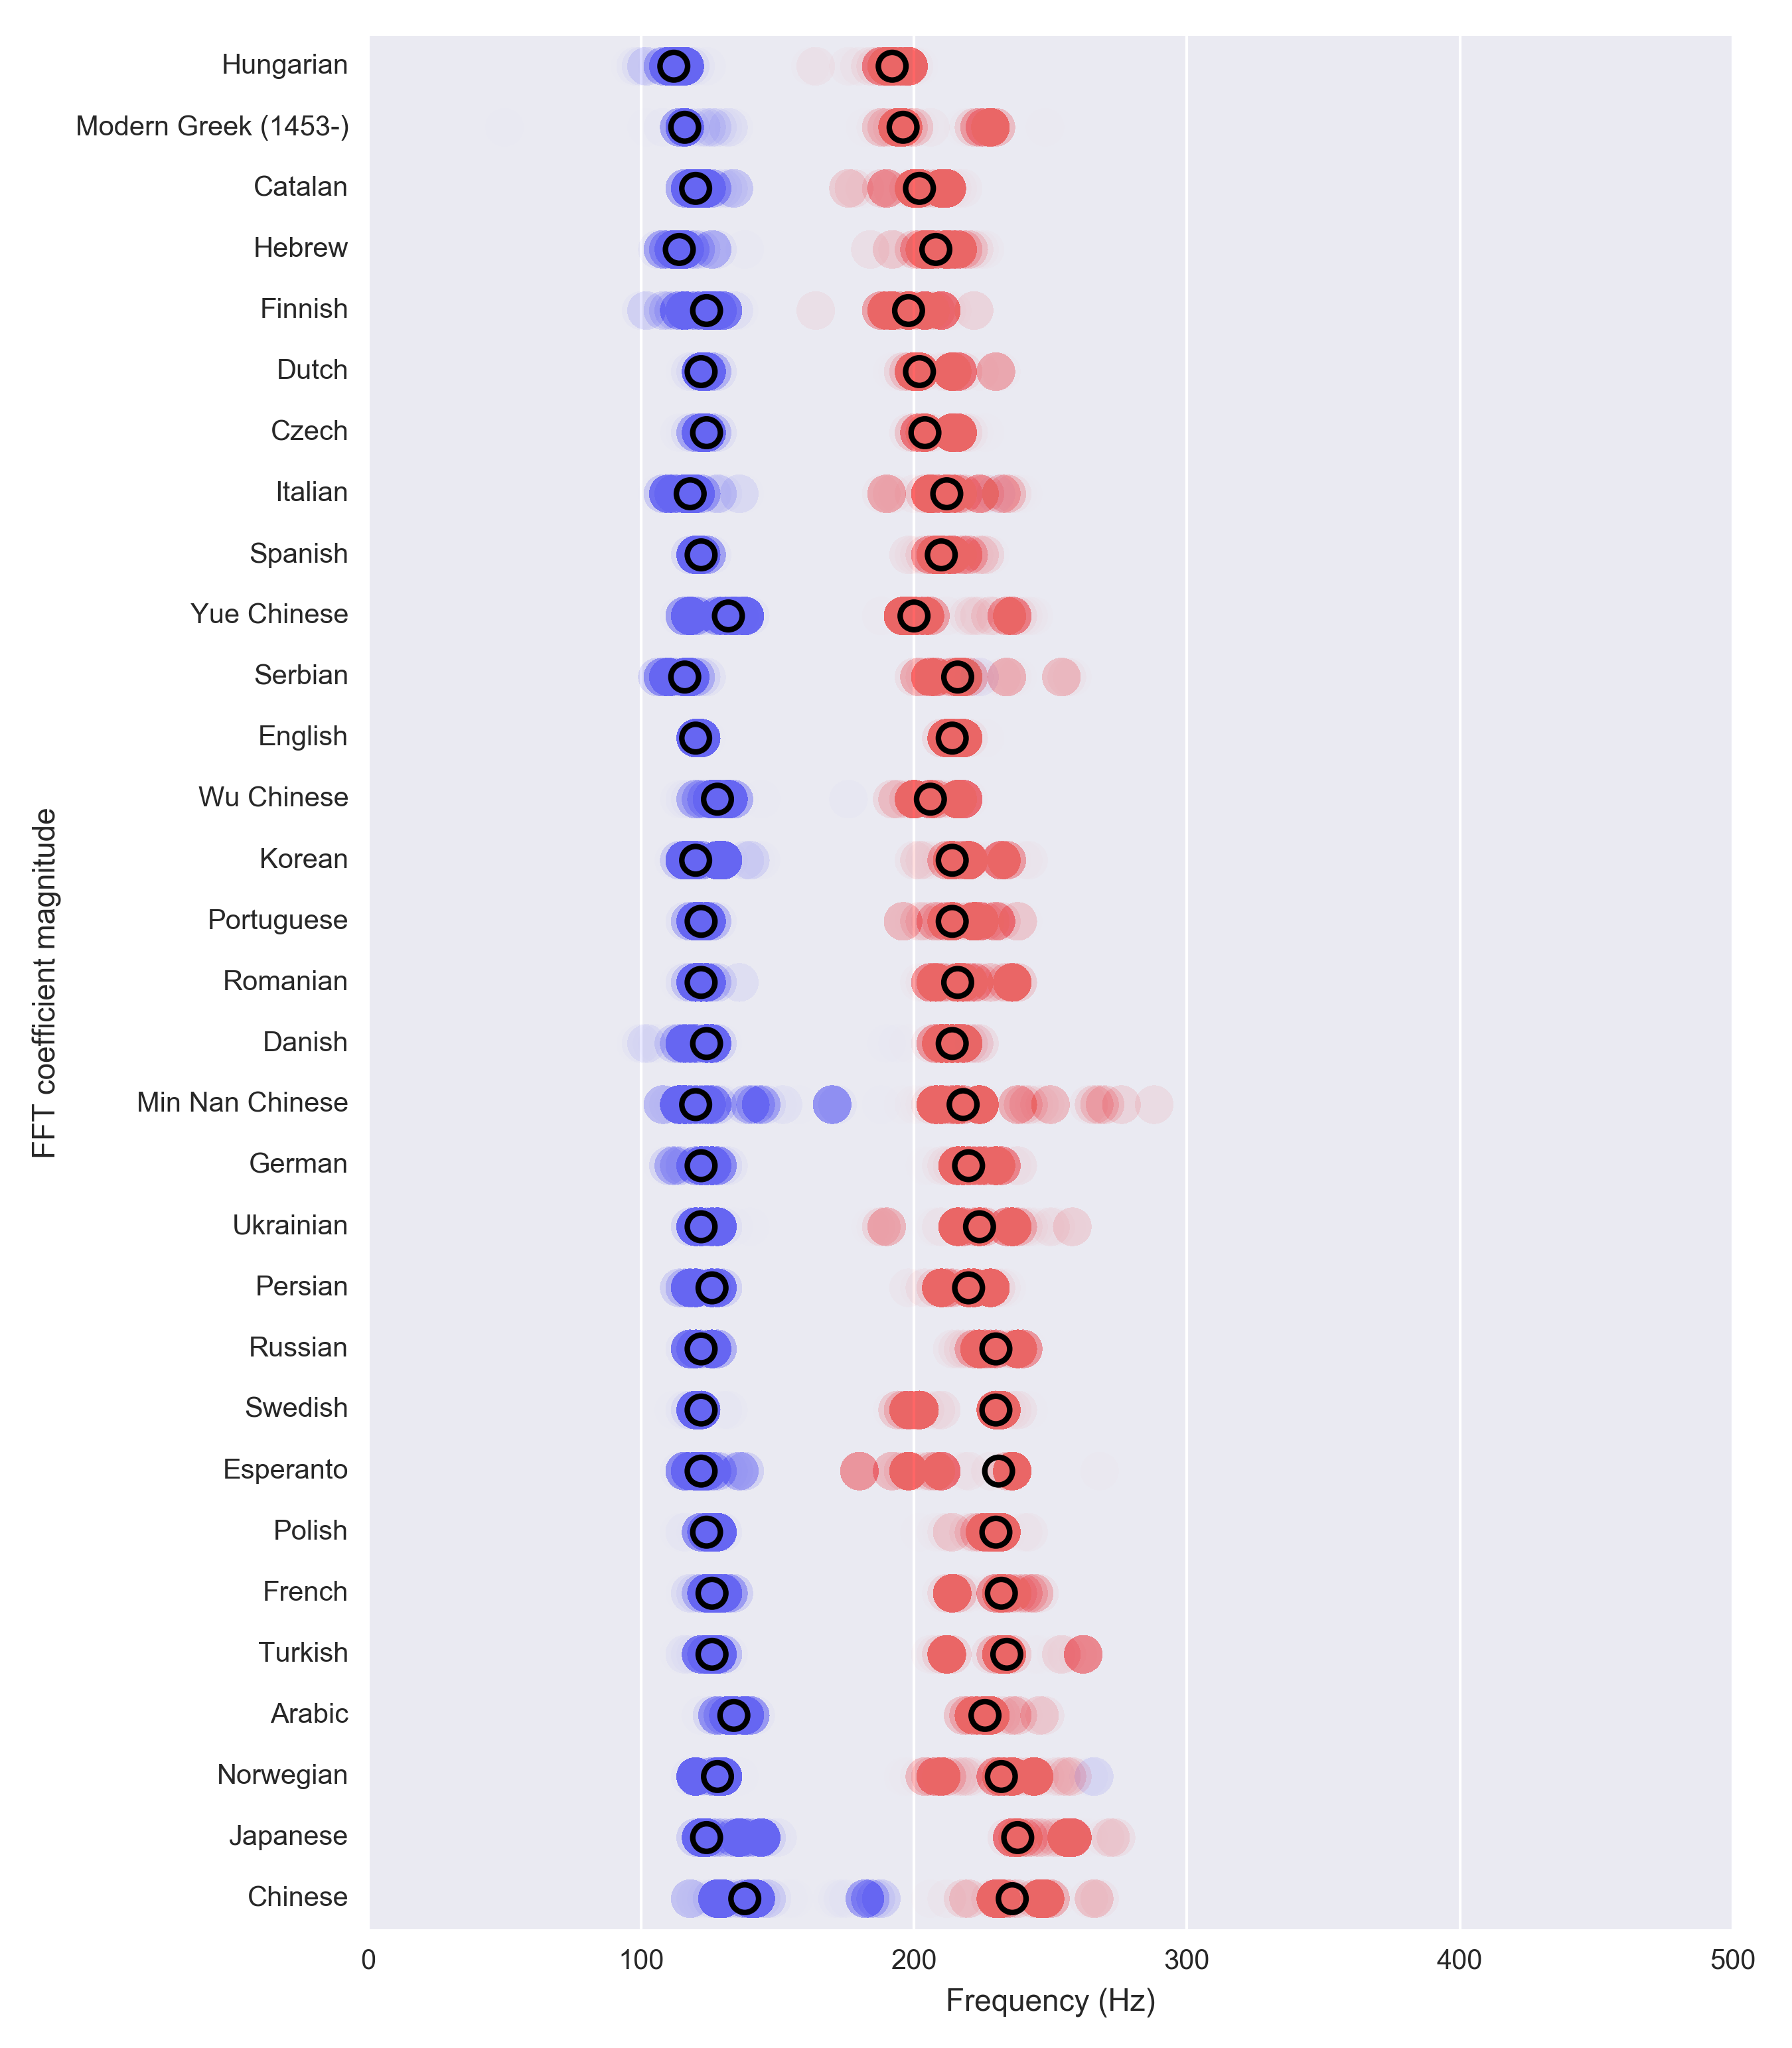 Hungarian
Modern Greek (1453-)
Catalan
Hebrew
Finnish
Dutch
Czech
Italian
Spanish
Yue Chinese
Serbian
English
Wu Chinese
Korean
Portuguese
Romanian
Danish
Min Nan Chinese
German
Ukrainian
Persian
Russian
Swedish
Esperanto
Polish
French
Turkish
Arabic
Norwegian
Japanese
Chinese
FFT coefficient magnitude
0 100 200 300 400 500
Frequency (Hz)